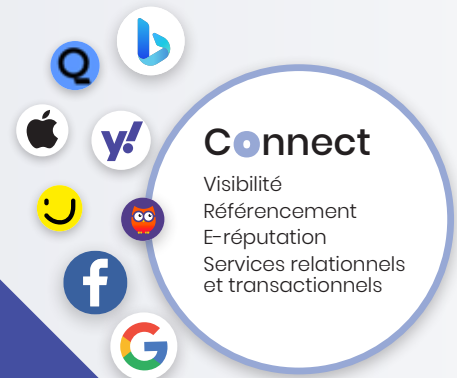 Connect
Visibilité
Référencement
E-réputation
Services relationnels
et transactionnels
b
Q
y!
f
G